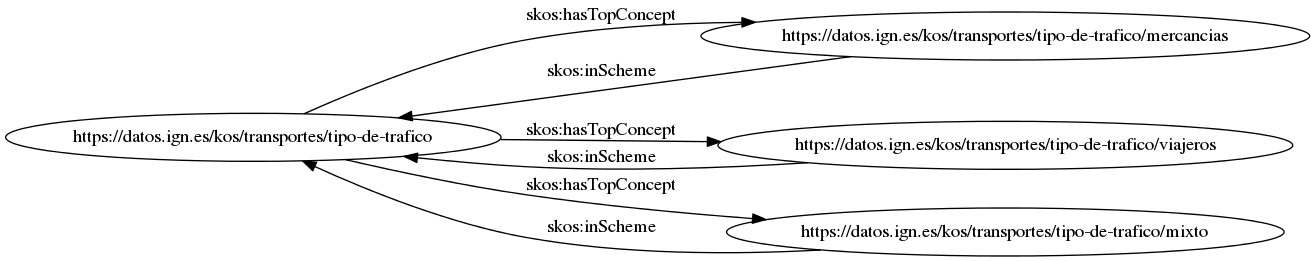 skos:hasTopConcept
https://datos.ign.es/kos/transportes/tipo-de-trafico/mercancias
skos:inScheme
https://datos.ign.es/kos/transportes/tipo-de-trafico
skos:hasTopConcept
https://datos.ign.es/kos/transportes/tipo-de-trafico/viajeros
skos:inScheme
skos:hasTopConcept
skos:inScheme
https://datos.ign.es/kos/transportes/tipo-de-trafico/mixto